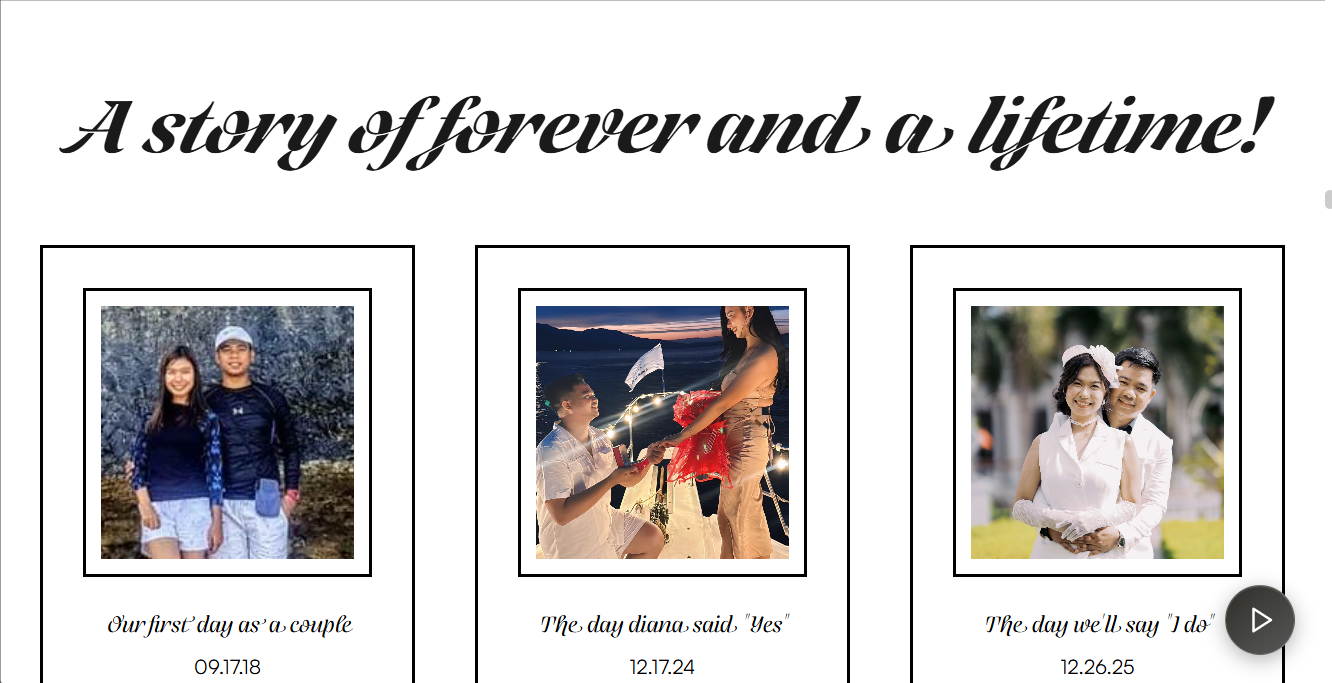 A story of forever and a lifetime!
Our first day as a couple
09.17.18
The day diana said "Yes"
12.17.24
The day we'll say "I do"
12.26.25